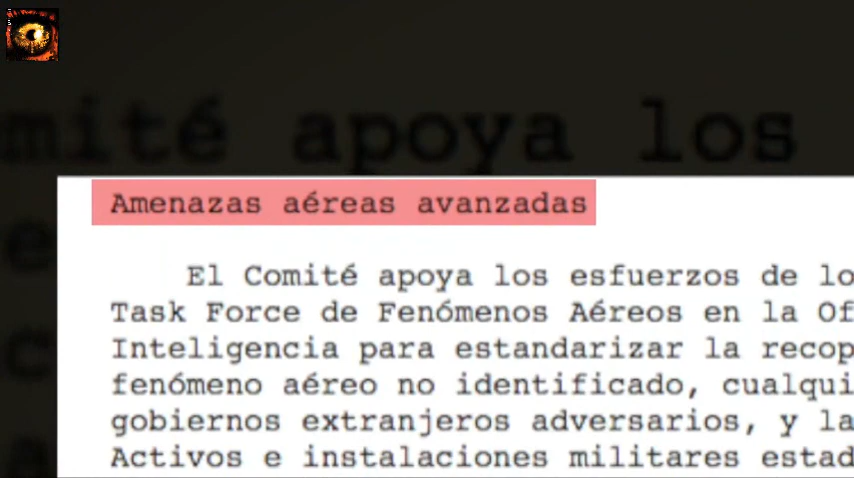 mité apoya los
Amenazas aéreas avanzadas
El Comité apoya los esfuerzos de lo
Task Force de Fenómenos Aéreos en la Of
Inteligencia para estandarizar la recop
fenómeno aéreo no identificado, cualqui
gobiernos extranjeros adversarios, y la
Activos e instalaciones militares estad